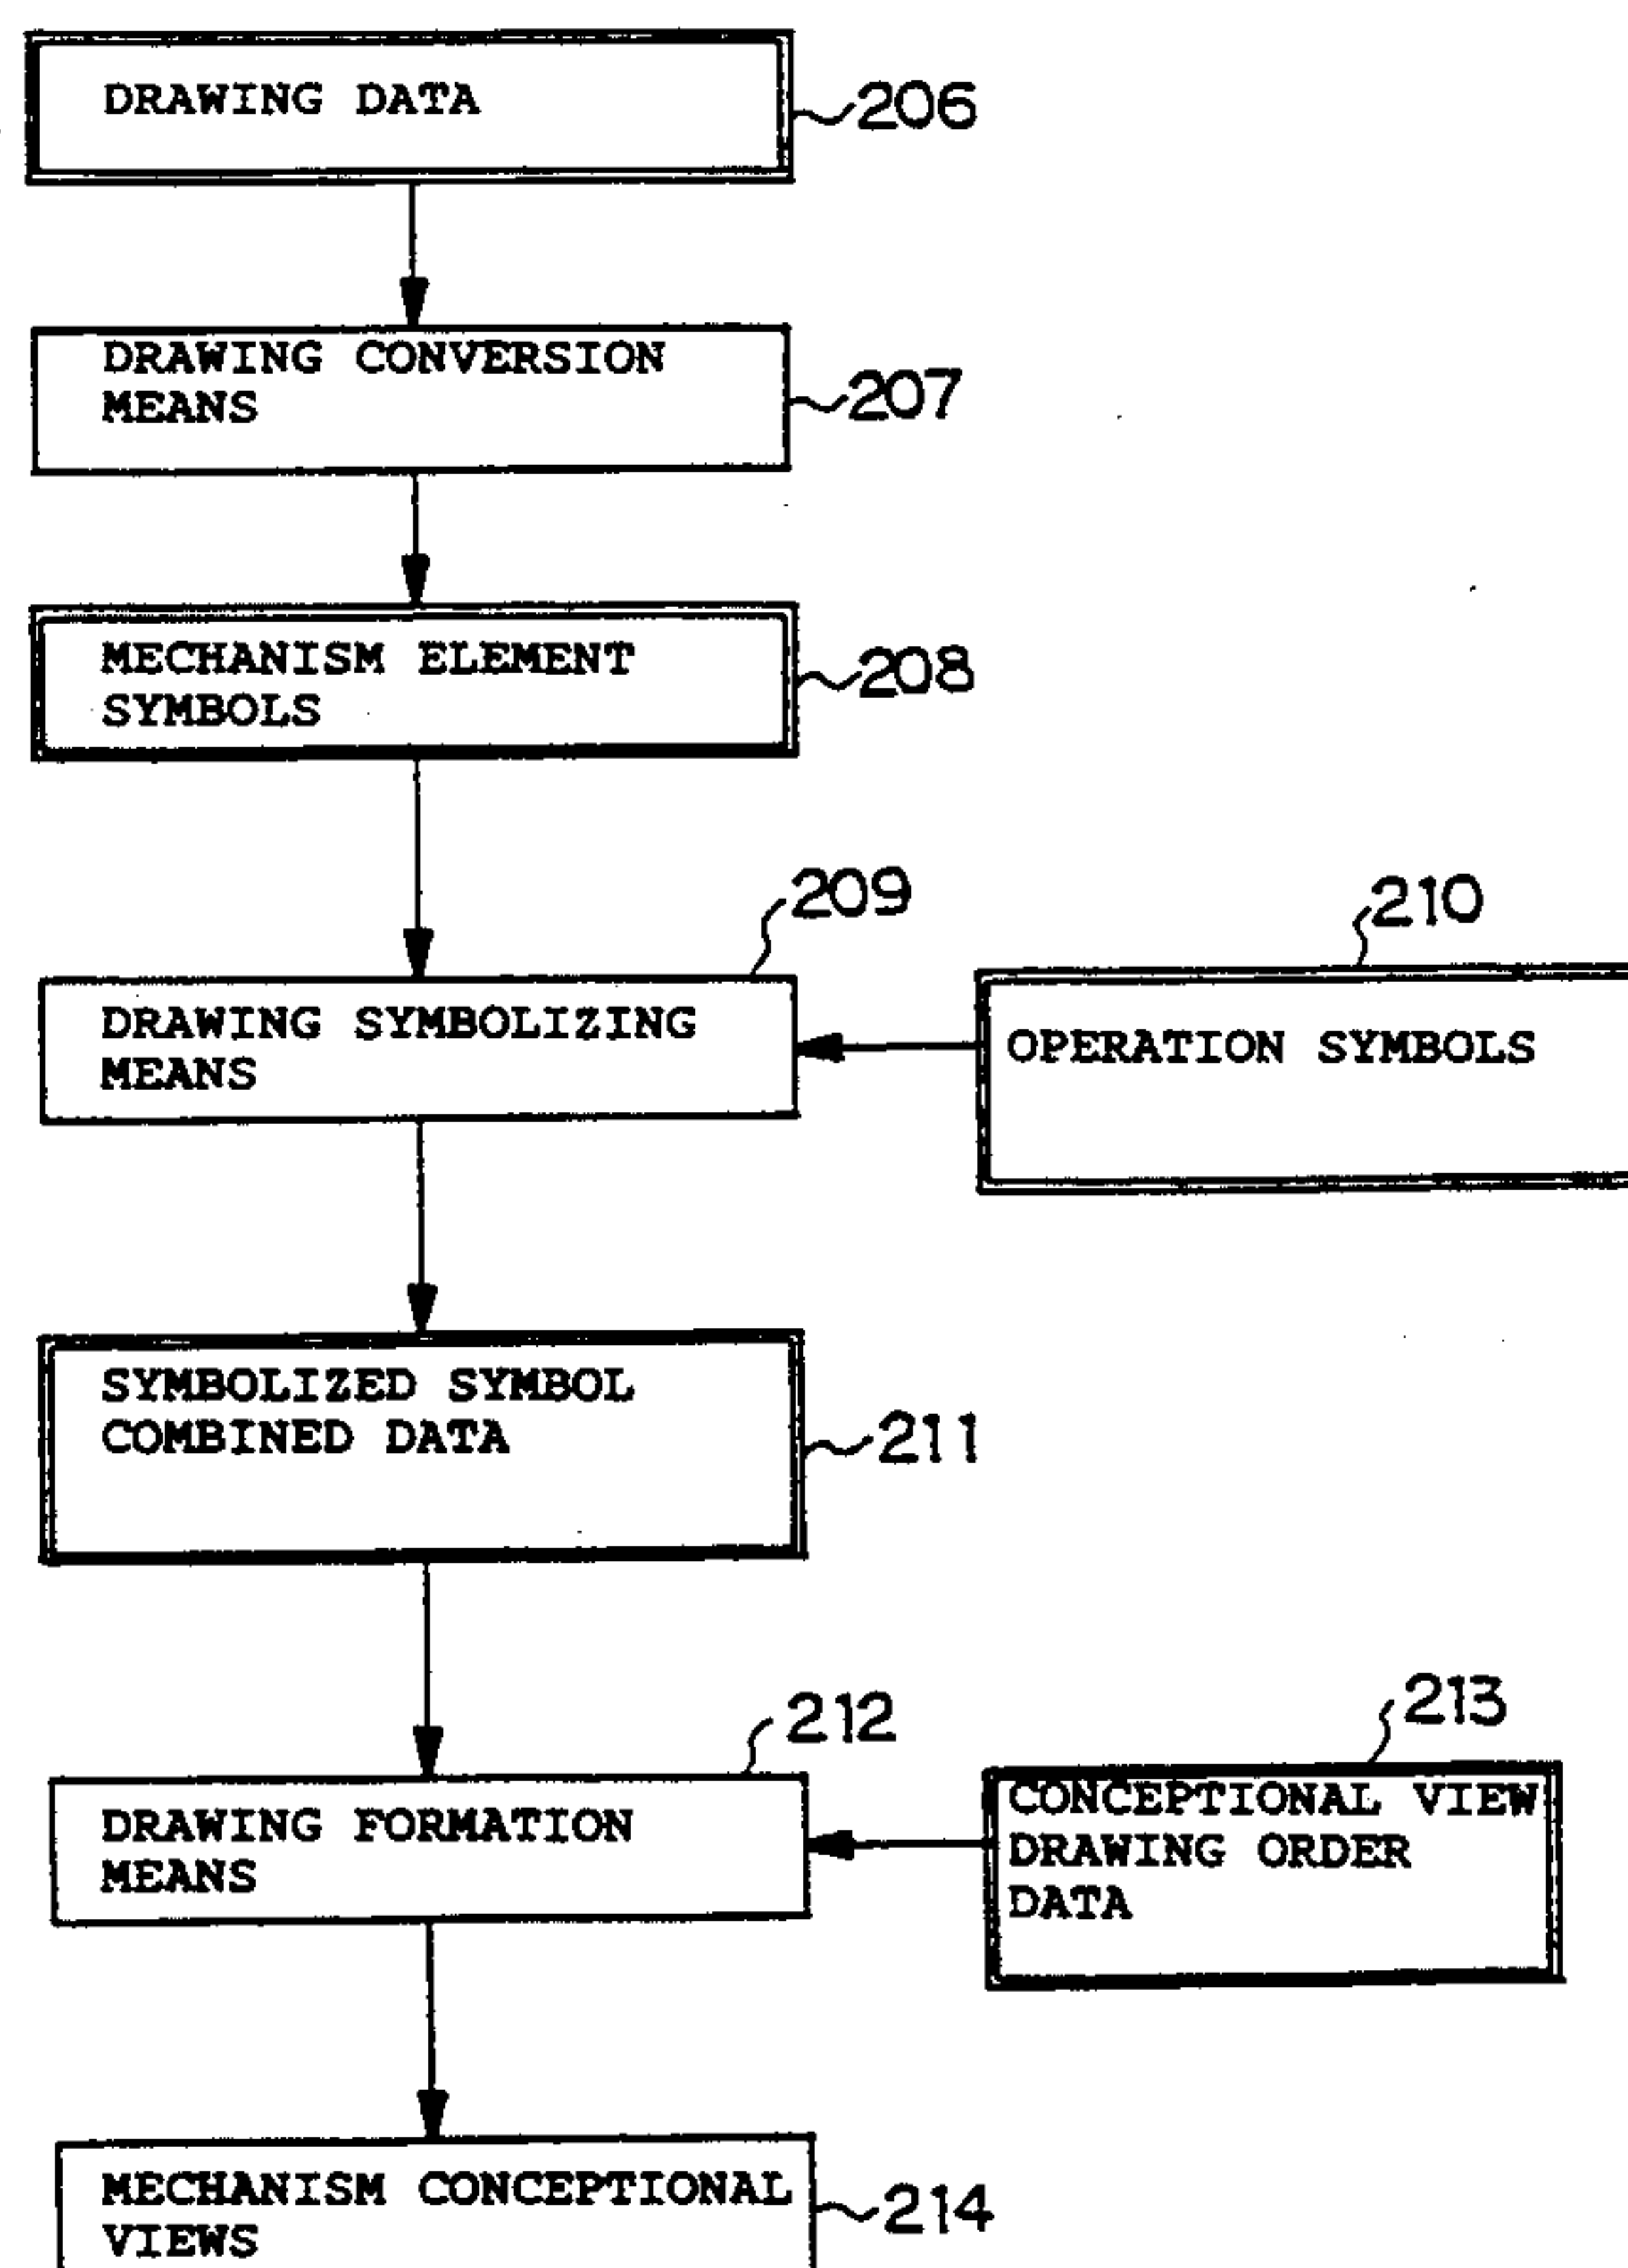 DRAWING DATA
206
DRAWING CONVERSION
MEANS
207
MECHANISM ELEMENT
SYMBOLS
208
209
DRAWING SYMBOLIZING
MEANS
210
OPERATION SYMBOLS
SYMBOLIZED SYMBOL
COMBINED DATA
211
212
DRAWING FORMATION
MEANS
213
CONCEPTIONAL VIEW
DRAWING ORDER
DATA
MECHANISM CONCEPTIONAL
VIEWS
214